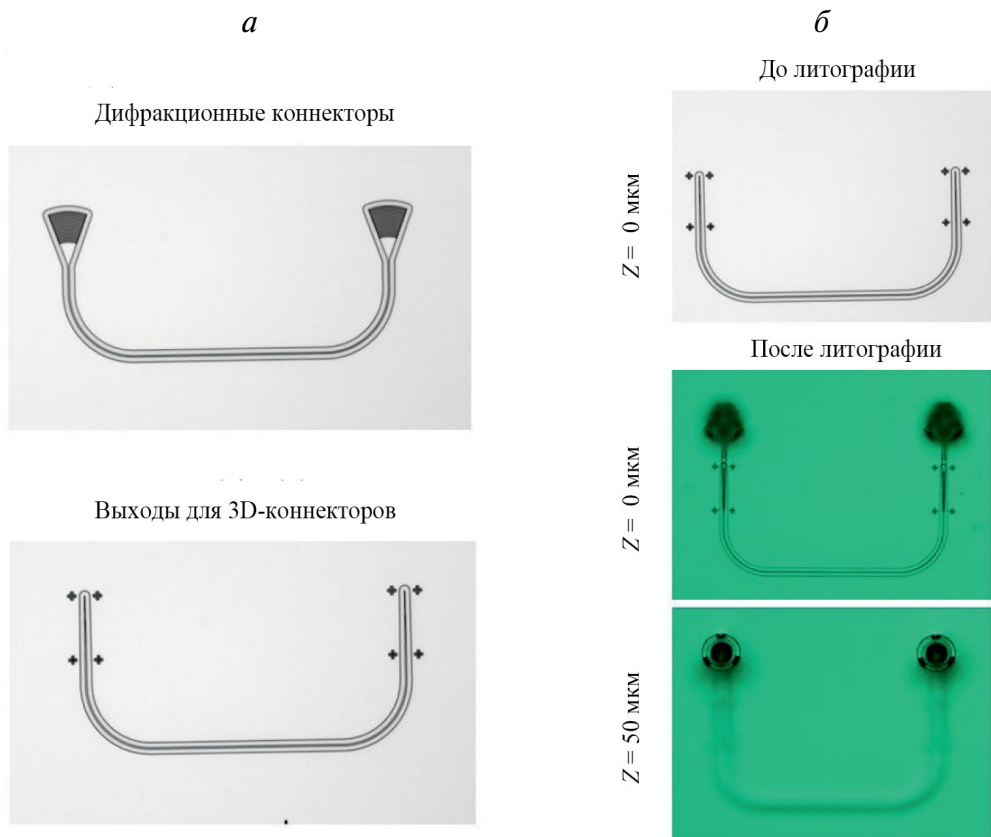 а
Дифракционные коннекторы
Выходы для 3D-коннекторов
б
До литографии
Z = 0 мкм
После литографии
Z = 0 мкм
Z = 50 мкм